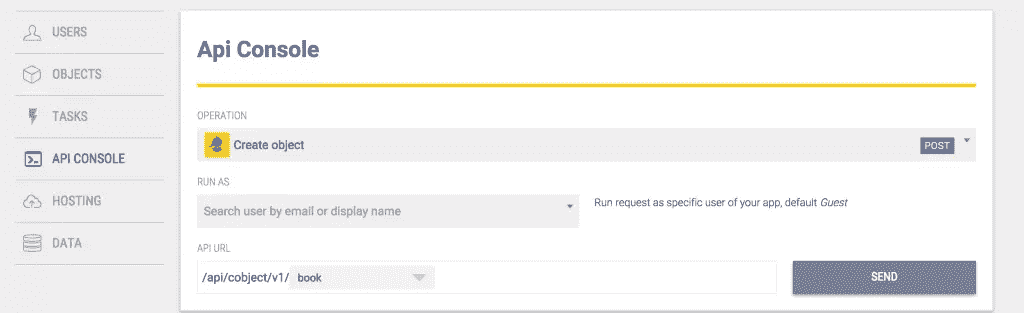 USERS
OBJECTS
TASKS
API CONSOLE
HOSTING
DATA
Api Console
OPERATION
Create object
POST
RUN AS
Search user by email or display name
Run request as specific user of your app, default Guest
API URL
/api/cobject/v1/ book
SEND